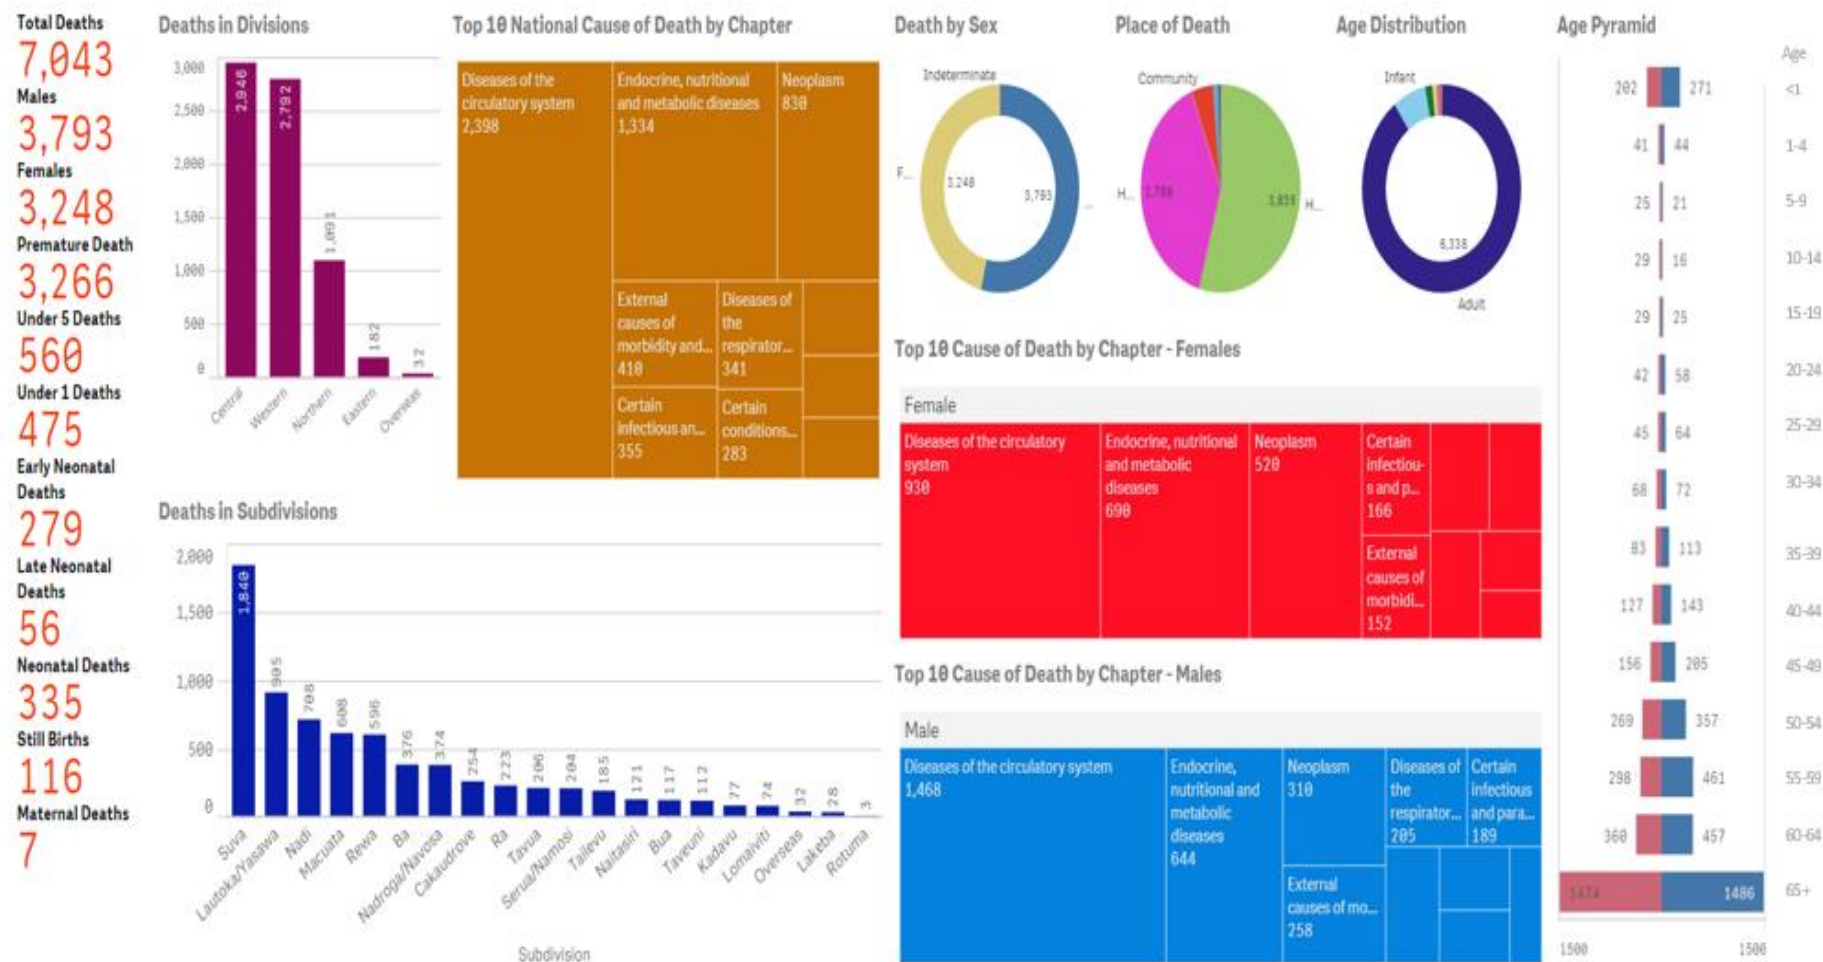 Total Deaths
7,043
Males
3,793
Females
3,248
Premature Death
3,266
Under 5 Deaths
560
Under 1 Deaths
475
Early Neonatal
Deaths
279
Late Neonatal
Deaths
56
Neonatal Deaths
335
Still Births
116
Maternal Deaths
7
Deaths in Divisions
3,000
2,500
2,000
1,500
1,000
500
0
2,946
2,792
1,091
182
32
Central
Western
Northern
Eastern
Overseas
Top 10 National Cause of Death by Chapter
Diseases of the
circulatory system
2,398
Endocrine, nutritional
and metabolic diseases
1,334
Neoplasm
830
External
causes of
morbidity and...
410
Diseases of
the
respirator...
341
Certain
infectious an...
355
Certain
conditions...
283
Deaths in Subdivisions
2,000
1,500
1,000
500
0
1,840
905
708
608
596
376
374
254
223
206
204
185
121
117
112
77
74
32
28
3
Suva
Lautoka/Yasawa
Nadi
Macuata
Rewa
Ba
Nadroga/Navosa
Cakaudrove
Ra
Tavua
Serua/Namosi
Tailevu
Naitasiri
Bua
Taveuni
Kadavu
Lomaiviti
Overseas
Lakeba
Rotuma
Subdivision
Death by Sex
Indeterminate
F...
3,248
3,793
...
Place of Death
Community
H...
3,835
H...
Age Distribution
Infant
6,338
Adult
Top 10 Cause of Death by Chapter - Females
Female
Diseases of the circulatory
system
930
Endocrine, nutritional
and metabolic
diseases
690
Neoplasm
520
Certain
infectiou-
s and p...
166
External
causes of
morbidi...
152
Top 10 Cause of Death by Chapter - Males
Male
Diseases of the circulatory system
1,468
Endocrine,
nutritional and
metabolic
diseases
644
Neoplasm
310
External
causes of mo...
258
Diseases of
the
respirator...
205
Certain
infectious
and para...
189
Age Pyramid
Age
202 271 <1
41 44 1-4
25 21 5-9
29 16 10-14
29 25 15-19
42 58 20-24
45 64 25-29
68 72 30-34
83 113 35-39
127 143 40-44
156 205 45-49
269 357 50-54
298 461 55-59
360 457 60-64
1474 1486 65+
1500 1500